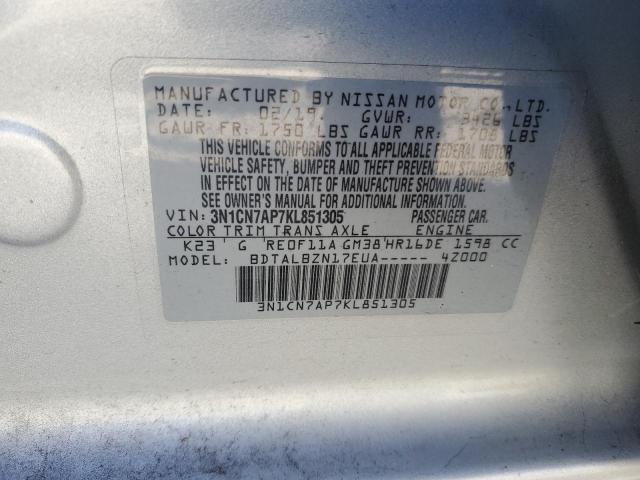 MANUFACTURED BY NISSAN MOTOR CO., LTD.
DATE: 02/19. GVWR: 3426 LBS
GAWR FR: 1750 LBS GAWR RR: 1708 LBS
THIS VEHICLE CONFORMS TO ALL APPLICABLE FEDERAL MOTOR
VEHICLE SAFETY, BUMPER AND THEFT PREVENTION STANDARDS
IN EFFECT ON THE DATE OF MANUFACTURE SHOWN ABOVE.
SEE OWNER'S MANUAL FOR ADDITIONAL INFORMATION.
VIN: 3N1CN7AP7KL851305 PASSENGER CAR.
COLOR TRIM TRANS AXLE ENGINE
K23 G RE0F11A GM38 HR16DE 1598 CC
MODEL: BDTALBZN17EUA----- 4Z000
3N1CN7AP7KL851305